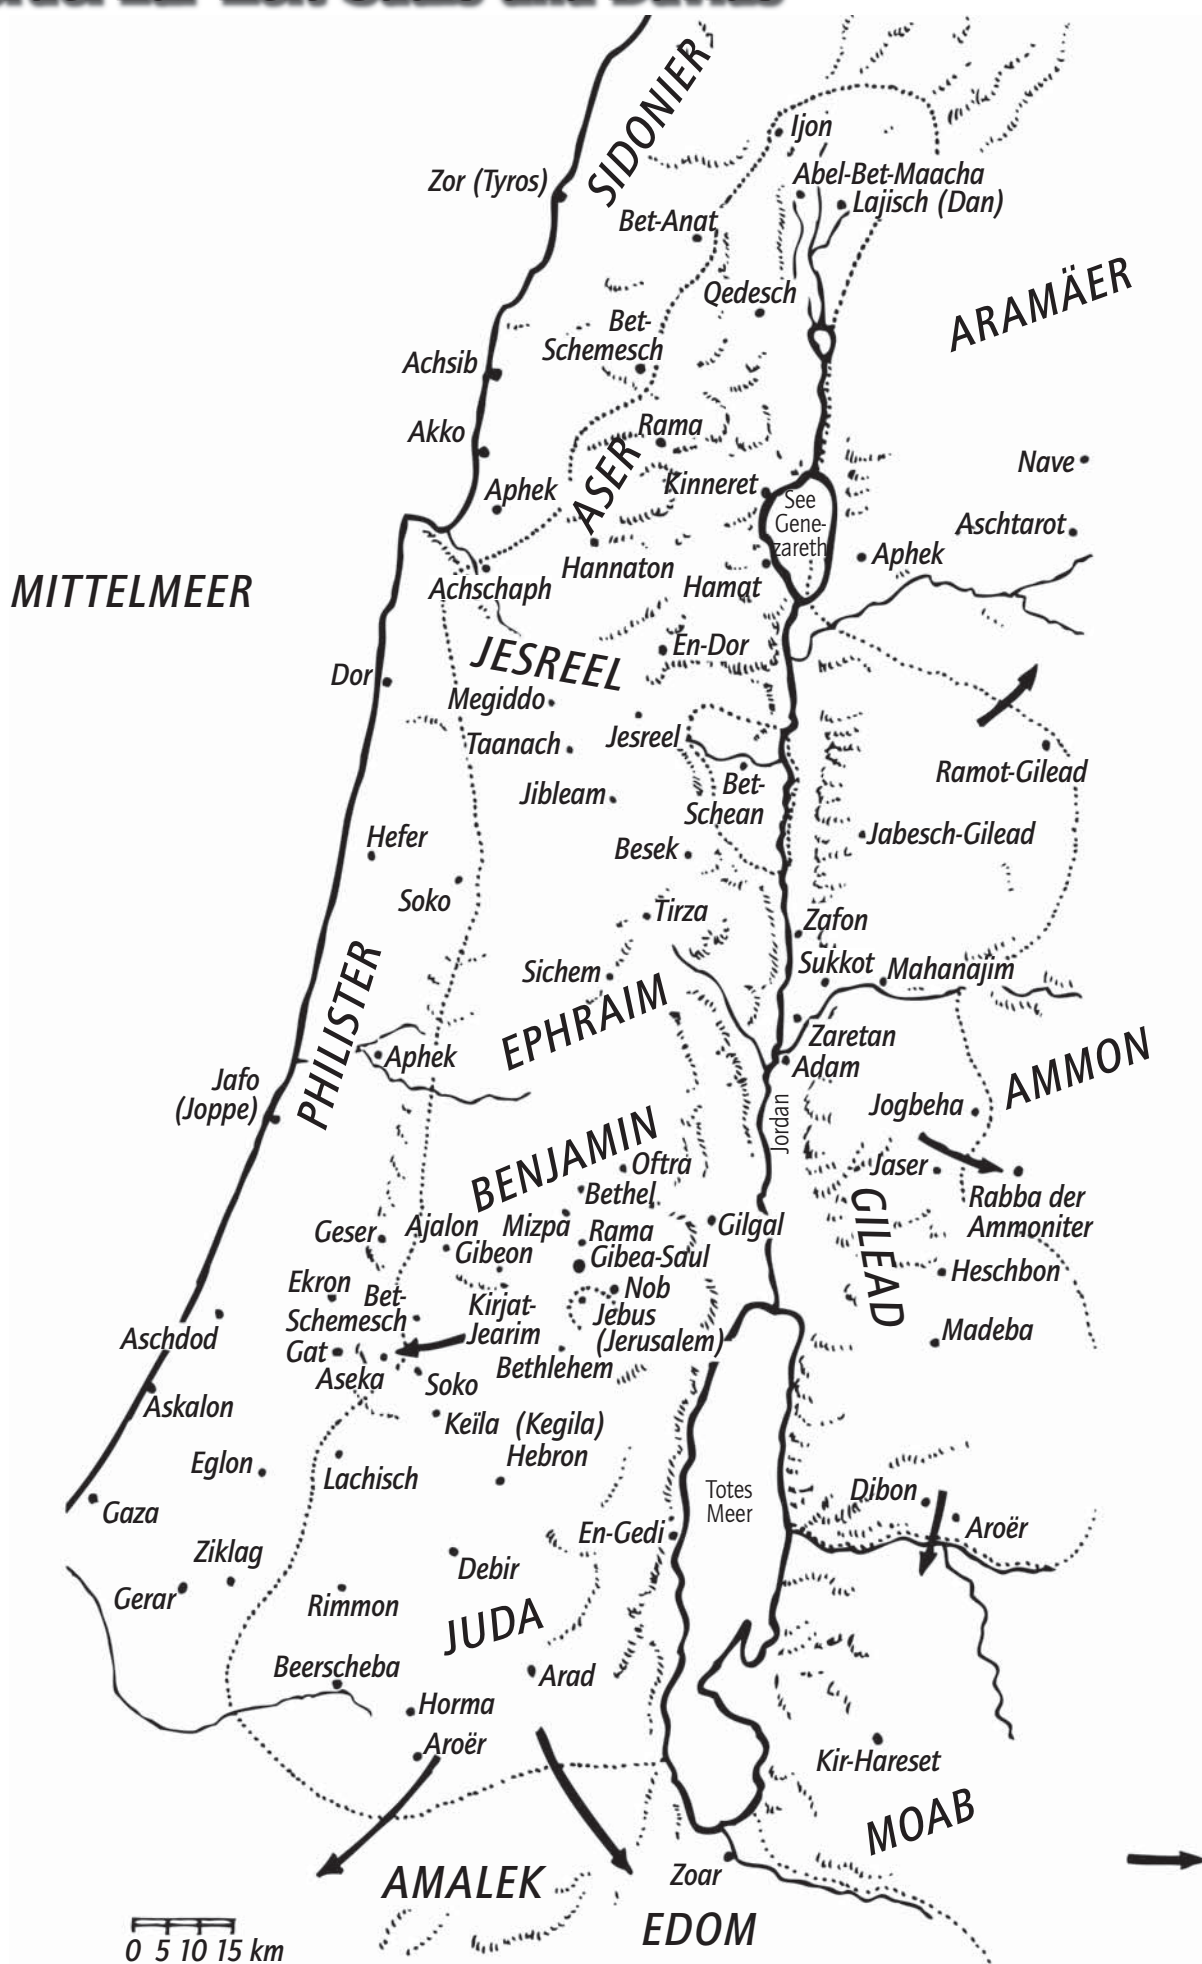 SIDONIER
Ijon
Abel-Bet-Maacha
Zor (Tyros)
Lajisch (Dan)
Bet-Anat
ARAMÄER
Qedesch
Bet-
Schemesch
Achsib
Akko
Rama
ASER
Nave
Kinneret
Aphek
See
Gene-
zareth
Aschtarot
Aphek
Hannaton
Hamat
Achschaph
MITTELMEER
JESREEL
En-Dor
Dor
Megiddo
Jesreel
Taanach
Ramot-Gilead
Bet-
Schean
Jibleam
Jabesch-Gilead
Hefer
Besek
Soko
Tirza
Zafon
Sichem
Sukkot
Mahanajim
EPHRAIM
PHILISTER
Zaretan
Aphek
Adam
AMMON
Jafo
(Joppe)
Jordan
Jogbeha
BENJAMIN
Oftra
Jaser
Bethel
Rabba der
Ammoniter
GILEAD
Geser
Ajalon
Mizpa
Rama
Gilgal
Gibeon
Gibea-Saul
Heschbon
Ekron
Nob
Bet-
Schemesch
Kirjat-
Jearim
Jebus
(Jerusalem)
Aschdod
Madeba
Gat
Aseka
Bethlehem
Soko
Askalon
Keïla (Kegila)
Hebron
Eglon
Lachisch
Totes
Meer
Dibon
Gaza
Aroër
En-Gedi
Ziklag
Debir
Gerar
Rimmon
JUDA
Beerscheba
Arad
Horma
Aroër
Kir-Hareset
MOAB
Zoar
AMALEK
EDOM
0 5 10 15 km